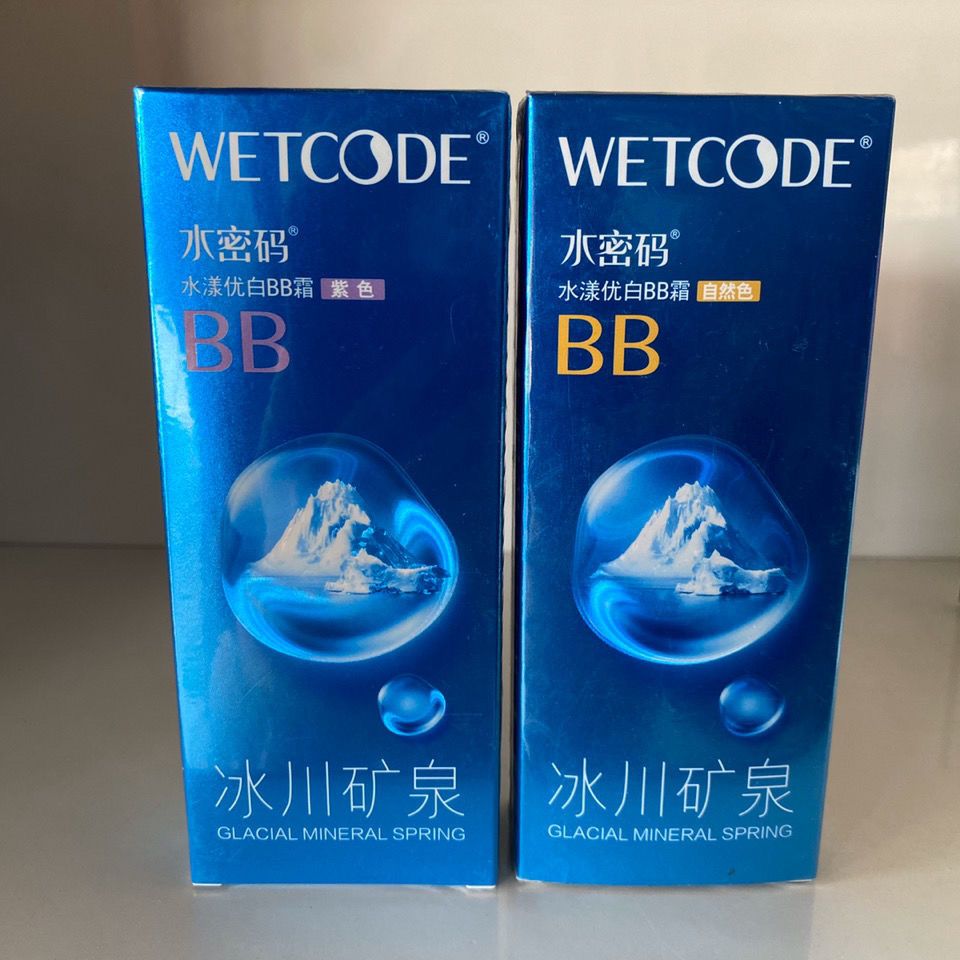 WETCODE®
水密码®
水漾优白BB霜 紫色
BB
冰川矿泉
GLACIAL MINERAL SPRING
WETCODE®
水密码®
水漾优白BB霜 自然色
BB
冰川矿泉
GLACIAL MINERAL SPRING